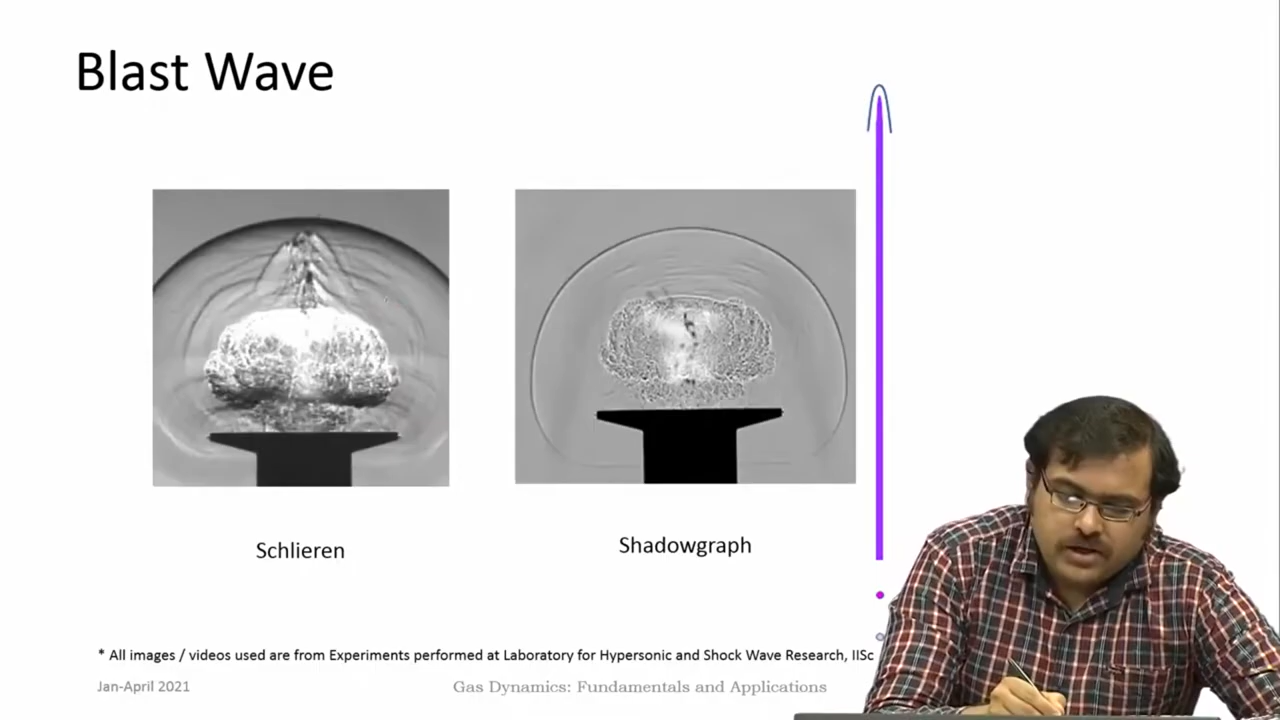 Blast Wave
Schlieren
Shadowgraph
* All images / videos used are from Experiments performed at Laboratory for Hypersonic and Shock Wave Research, IISc
Jan-April 2021
Gas Dynamics: Fundamentals and Applications